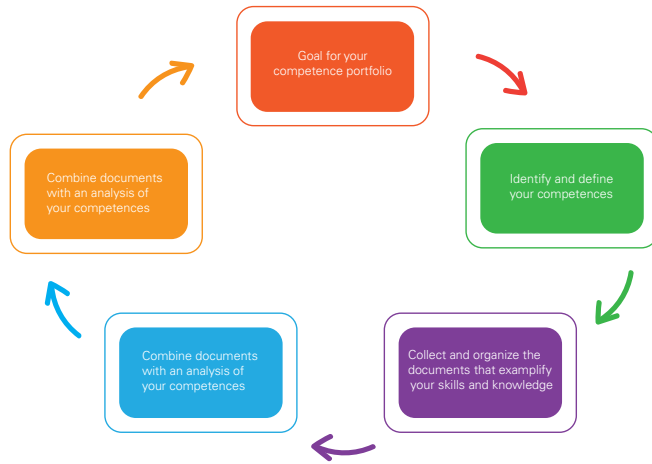 Goal for your
competence portfolio
Identify and define
your competences
Collect and organize the
documents that examplify
your skills and knowledge
Combine documents
with an analysis of
your competences
Combine documents
with an analysis of
your competences